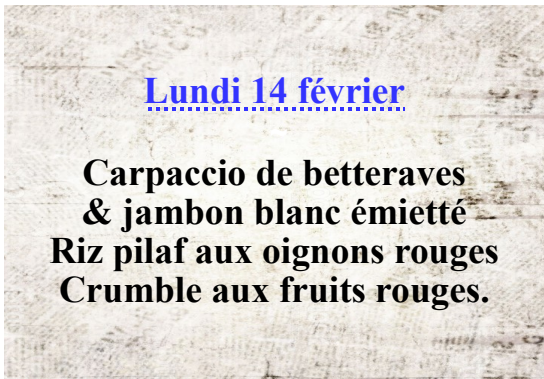 Lundi 14 février
Carpaccio de betteraves
& jambon blanc émietté
Riz pilaf aux oignons rouges
Crumble aux fruits rouges.